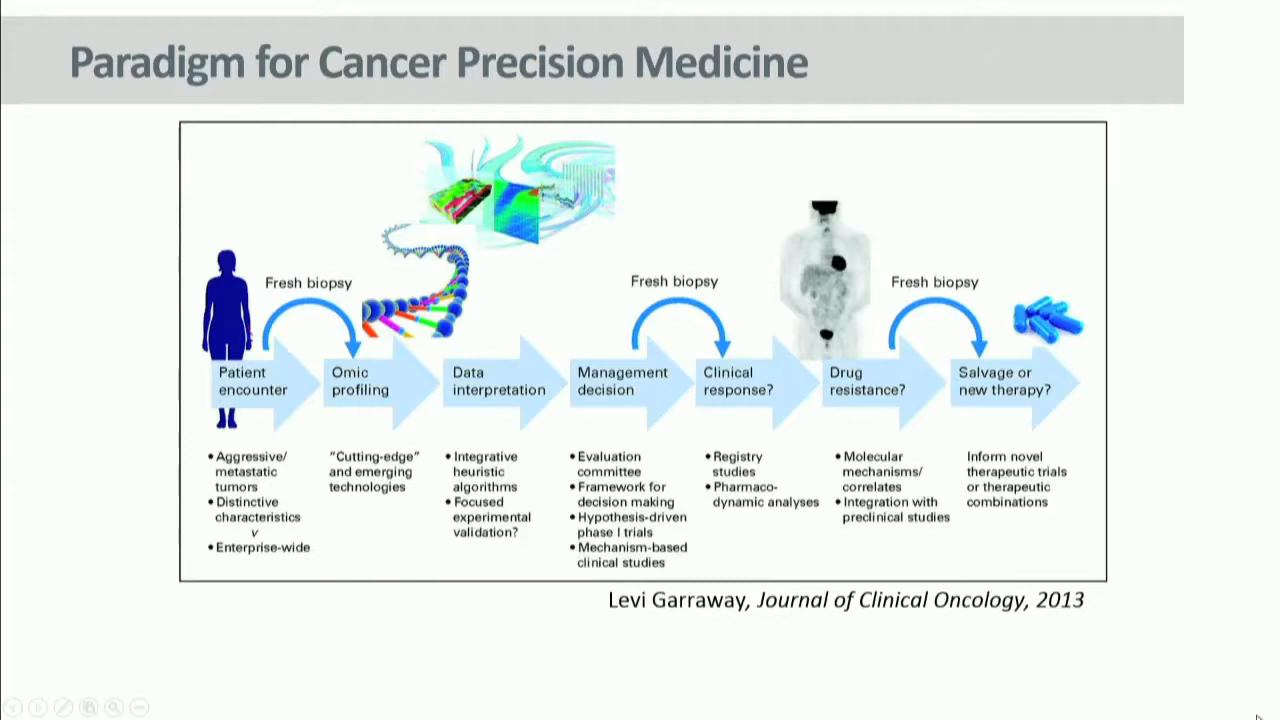 Paradigm for Cancer Precision Medicine
Fresh biopsy
Fresh biopsy
Fresh biopsy
Patient
encounter
Omic
profiling
Data
interpretation
Management
decision
Clinical
response?
Drug
resistance?
Salvage or
new therapy?
• Aggressive/
metastatic
tumors
• Distinctive
characteristics
v
• Enterprise-wide
"Cutting-edge"
and emerging
technologies
• Integrative
heuristic
algorithms
• Focused
experimental
validation?
• Evaluation
committee
• Framework for
decision making
• Hypothesis-driven
phase I trials
• Mechanism-based
clinical studies
• Registry
studies
• Pharmaco-
dynamic analyses
• Molecular
mechanisms/
correlates
• Integration with
preclinical studies
Inform novel
therapeutic trials
or therapeutic
combinations
Levi Garraway, Journal of Clinical Oncology, 2013